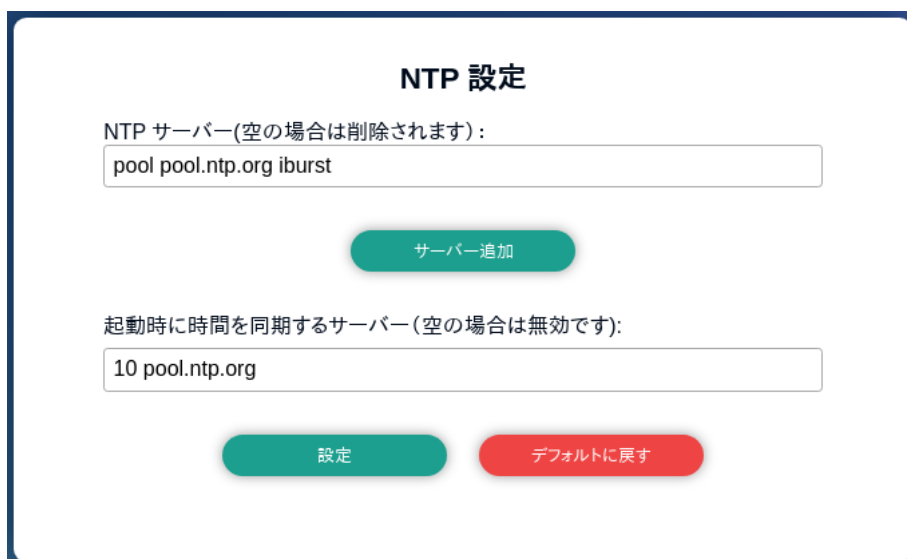 NTP 設定
NTP サーバー(空の場合は削除されます）:
pool pool.ntp.org iburst
サーバー追加
起動時に時間を同期するサーバー（空の場合は無効です):
10 pool.ntp.org
設定
デフォルトに戻す